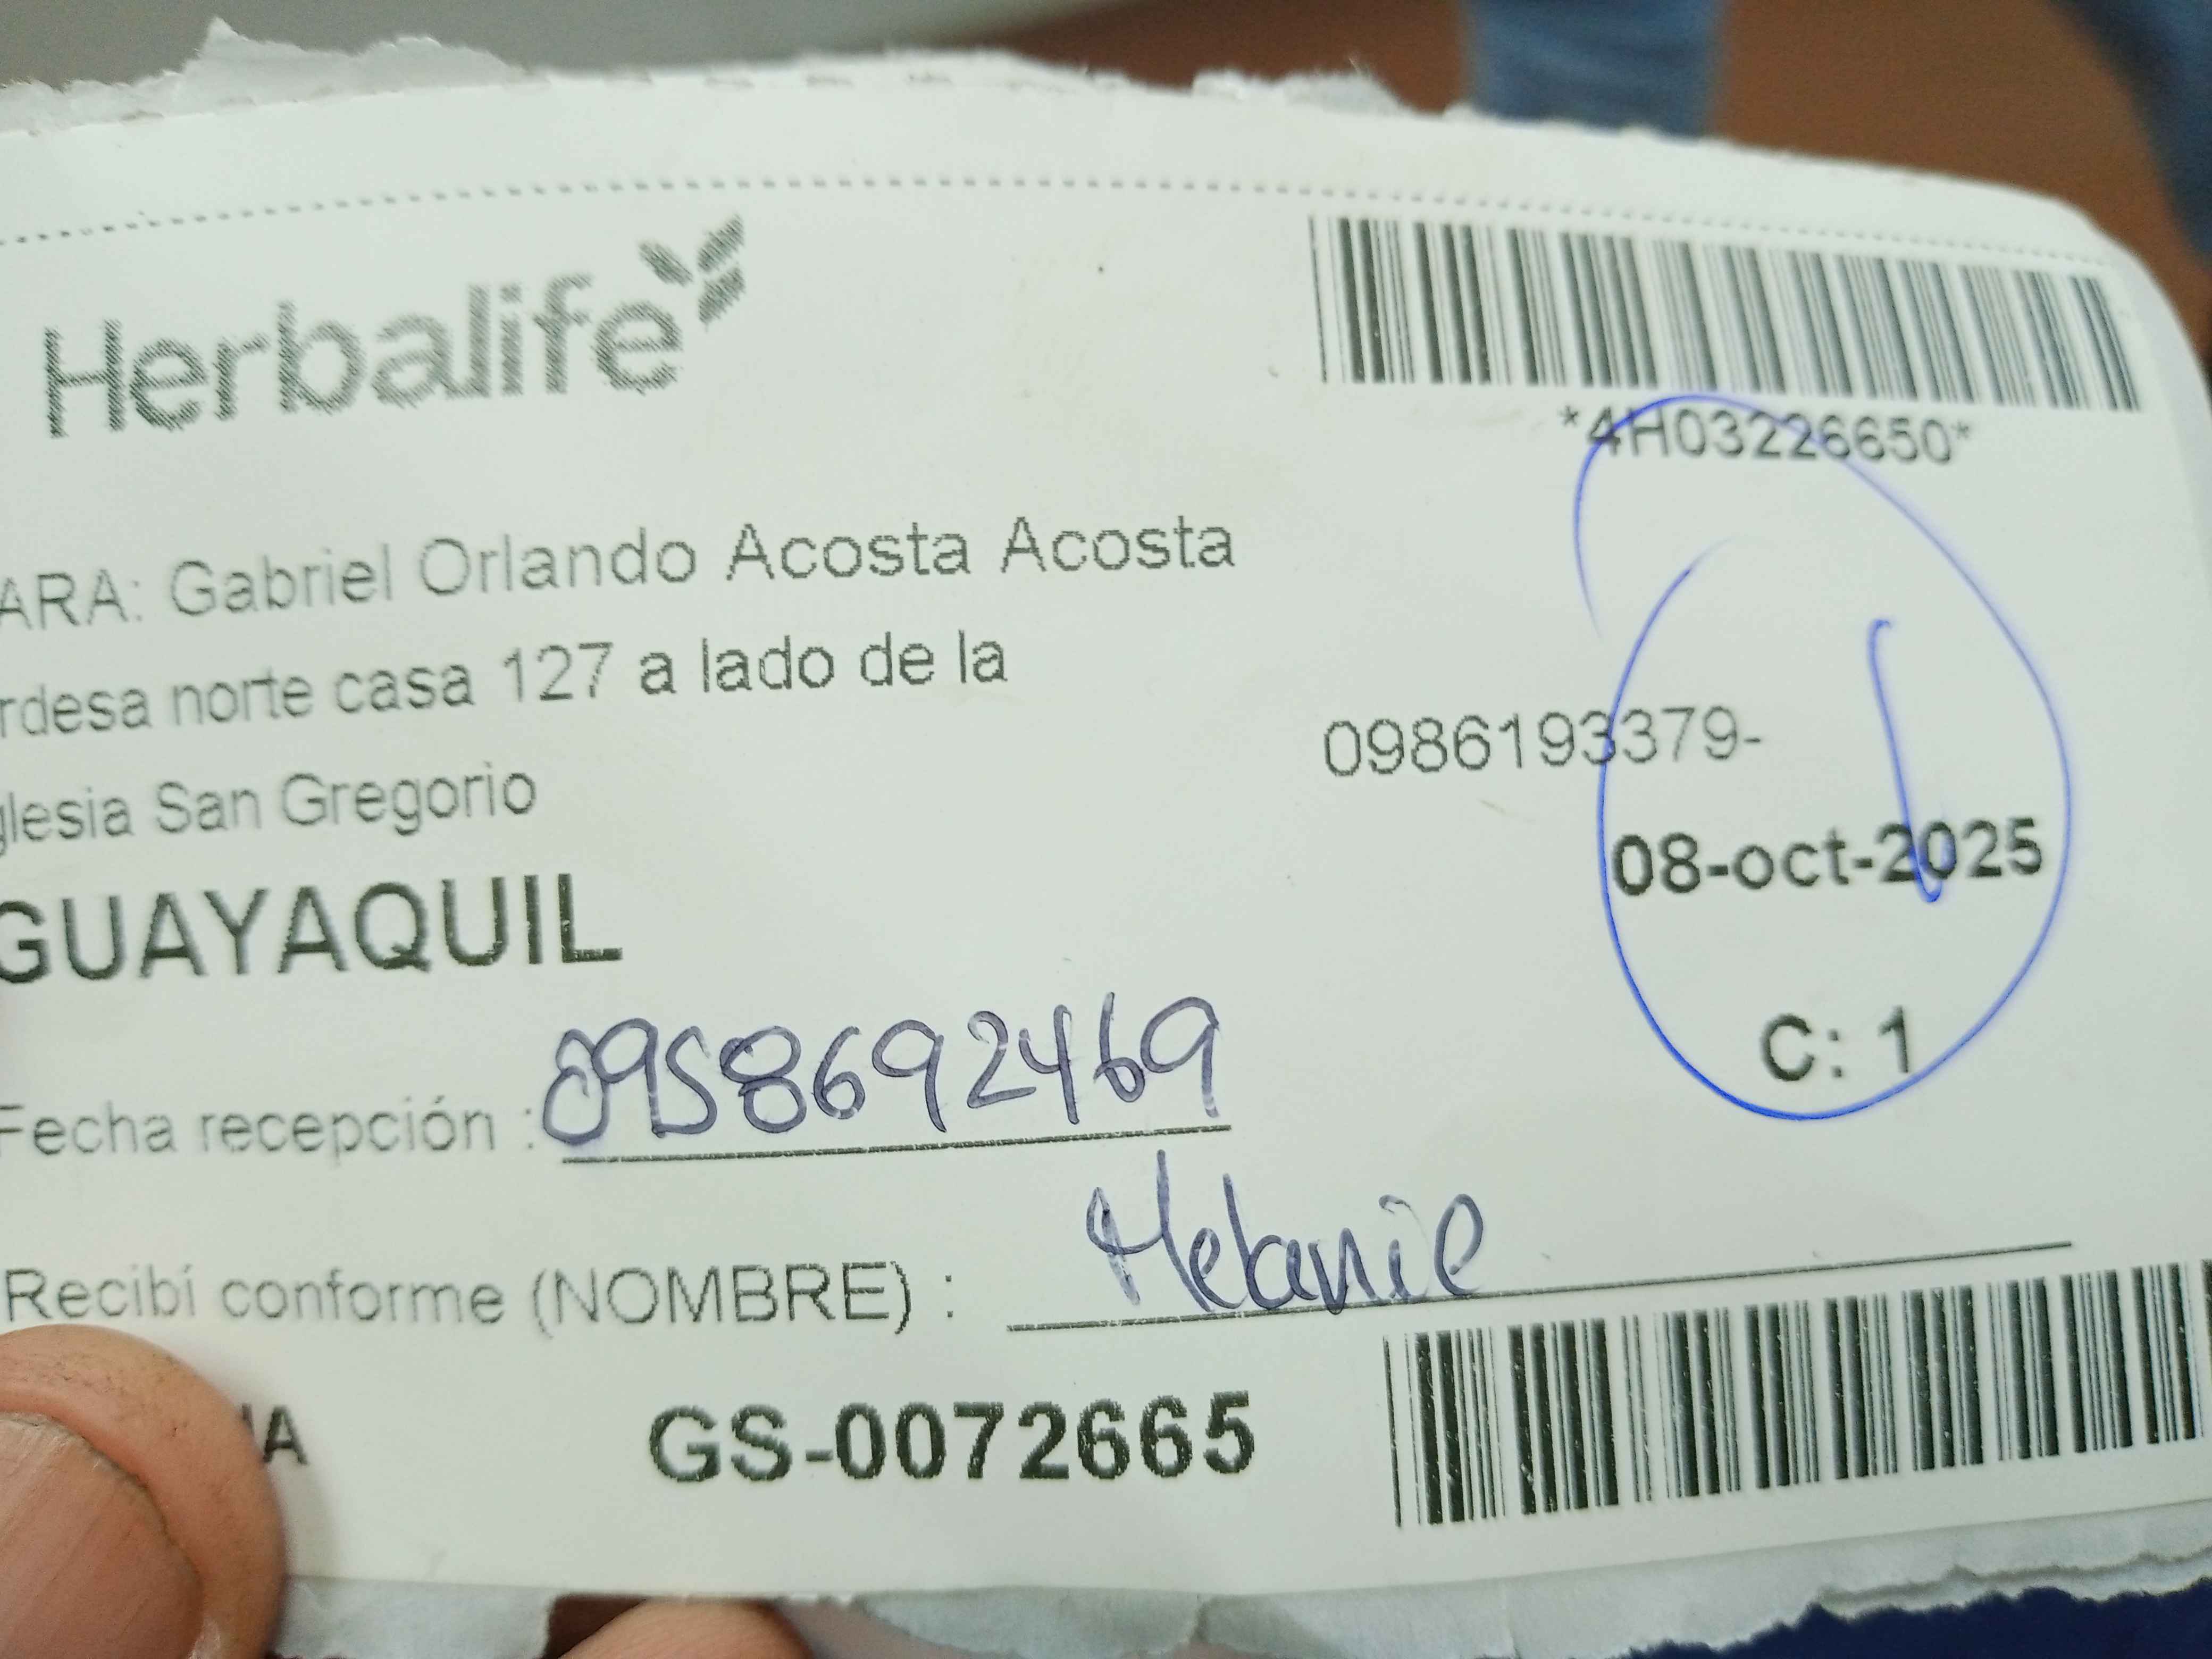 Herbalife
*4H03226650*
ARA: Gabriel Orlando Acosta Acosta
rdesa norte casa 127 a lado de la
0986193379-
glesia San Gregorio
08-oct-2025
GUAYAQUIL
C: 1
Fecha recepción : 0958692469
Recibí conforme (NOMBRE) : Melanie
GS-0072665